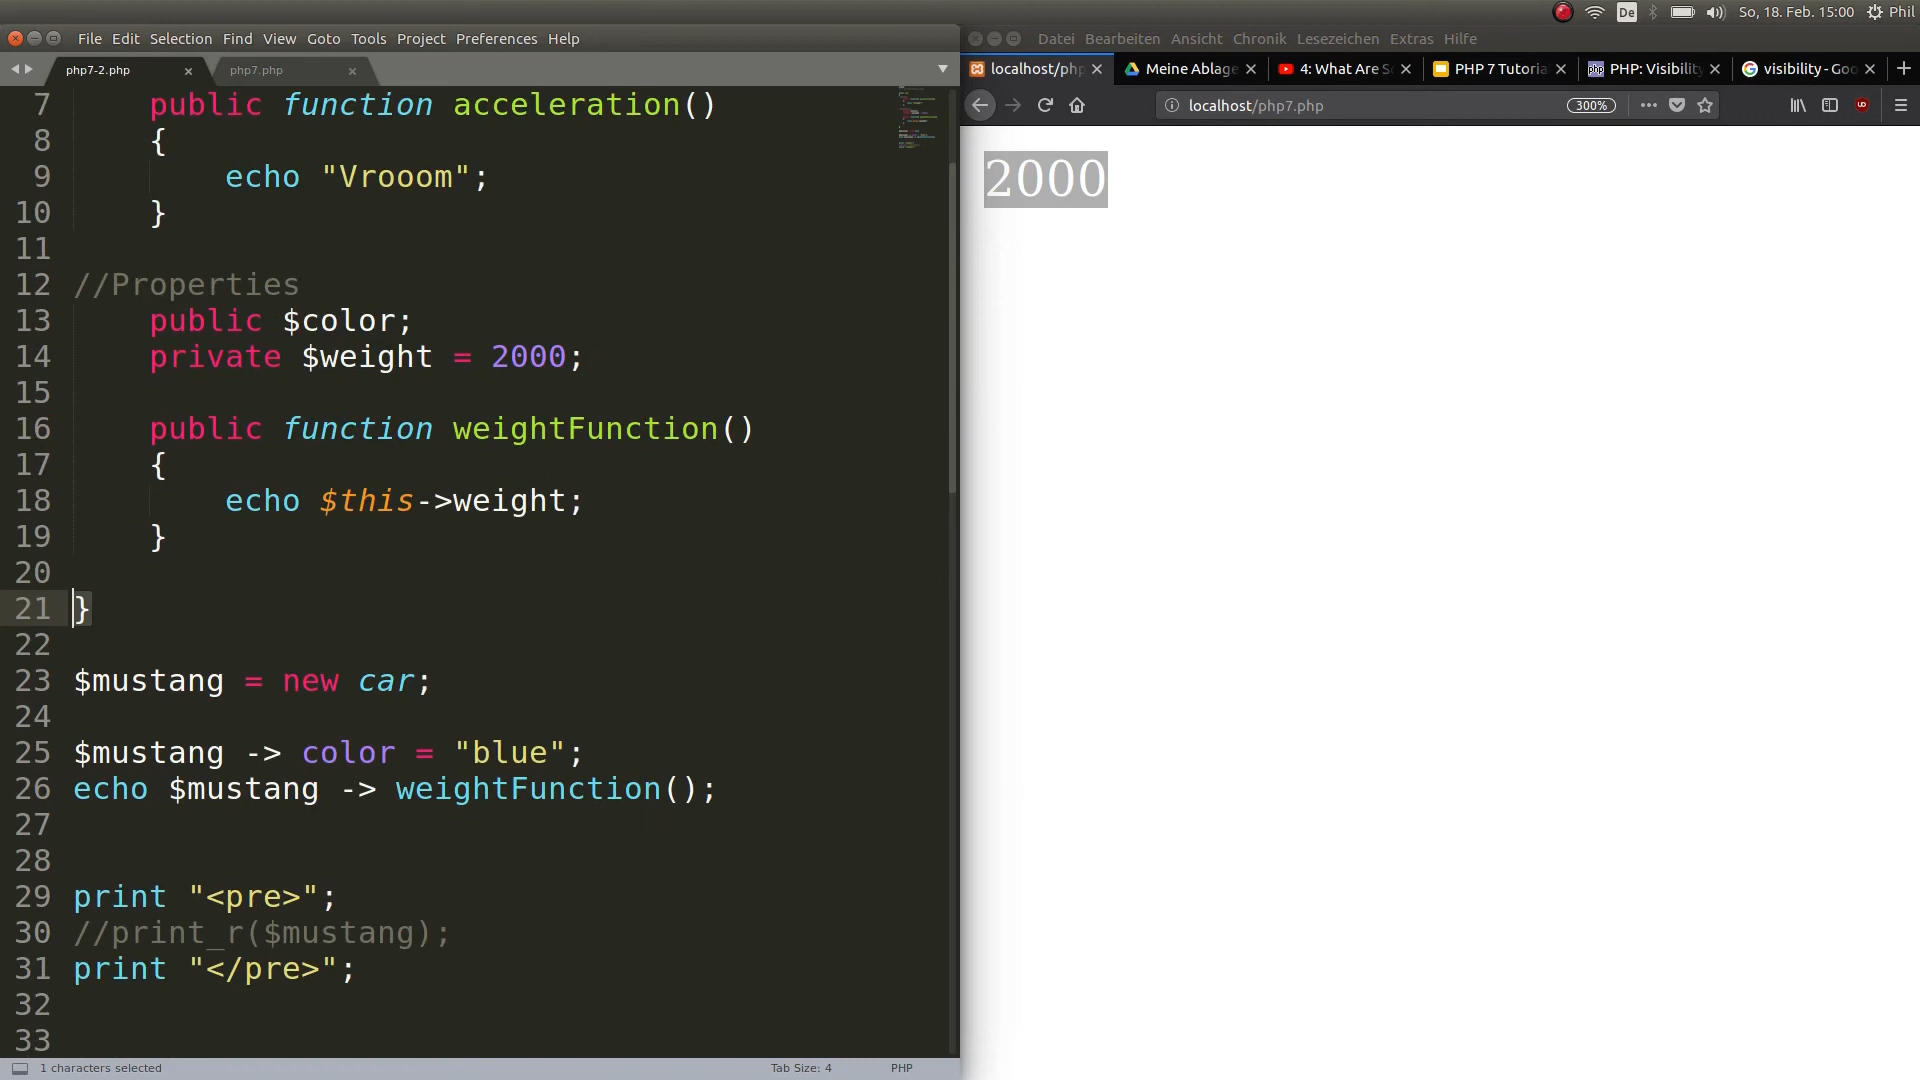 De So, 18. Feb. 15:00 Phil
File Edit Selection Find View Goto Tools Project Preferences Help
php7-2.php php7.php
7 public function acceleration()
8 {
9 echo "Vrooom";
10 }
11
12 //Properties
13 public $color;
14 private $weight = 2000;
15
16 public function weightFunction()
17 {
18 echo $this->weight;
19 }
20
21 }
22
23 $mustang = new car;
24
25 $mustang -> color = "blue";
26 echo $mustang -> weightFunction();
27
28
29 print "<pre>";
30 //print_r($mustang);
31 print "</pre>";
32
33
1 characters selected Tab Size: 4 PHP
Datei Bearbeiten Ansicht Chronik Lesezeichen Extras Hilfe
localhost/php Meine Ablage 4: What Are So PHP 7 Tutoria PHP: Visibility visibility - Goo
localhost/php7.php 300%
2000